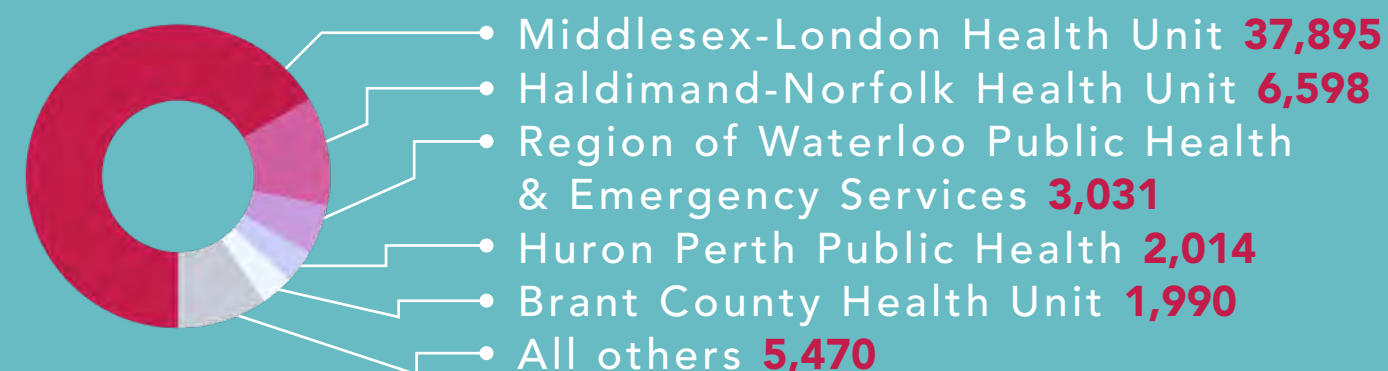 Middlesex-London Health Unit 37,895
Haldimand-Norfolk Health Unit 6,598
Region of Waterloo Public Health
& Emergency Services 3,031
Huron Perth Public Health 2,014
Brant County Health Unit 1,990
All others 5,470